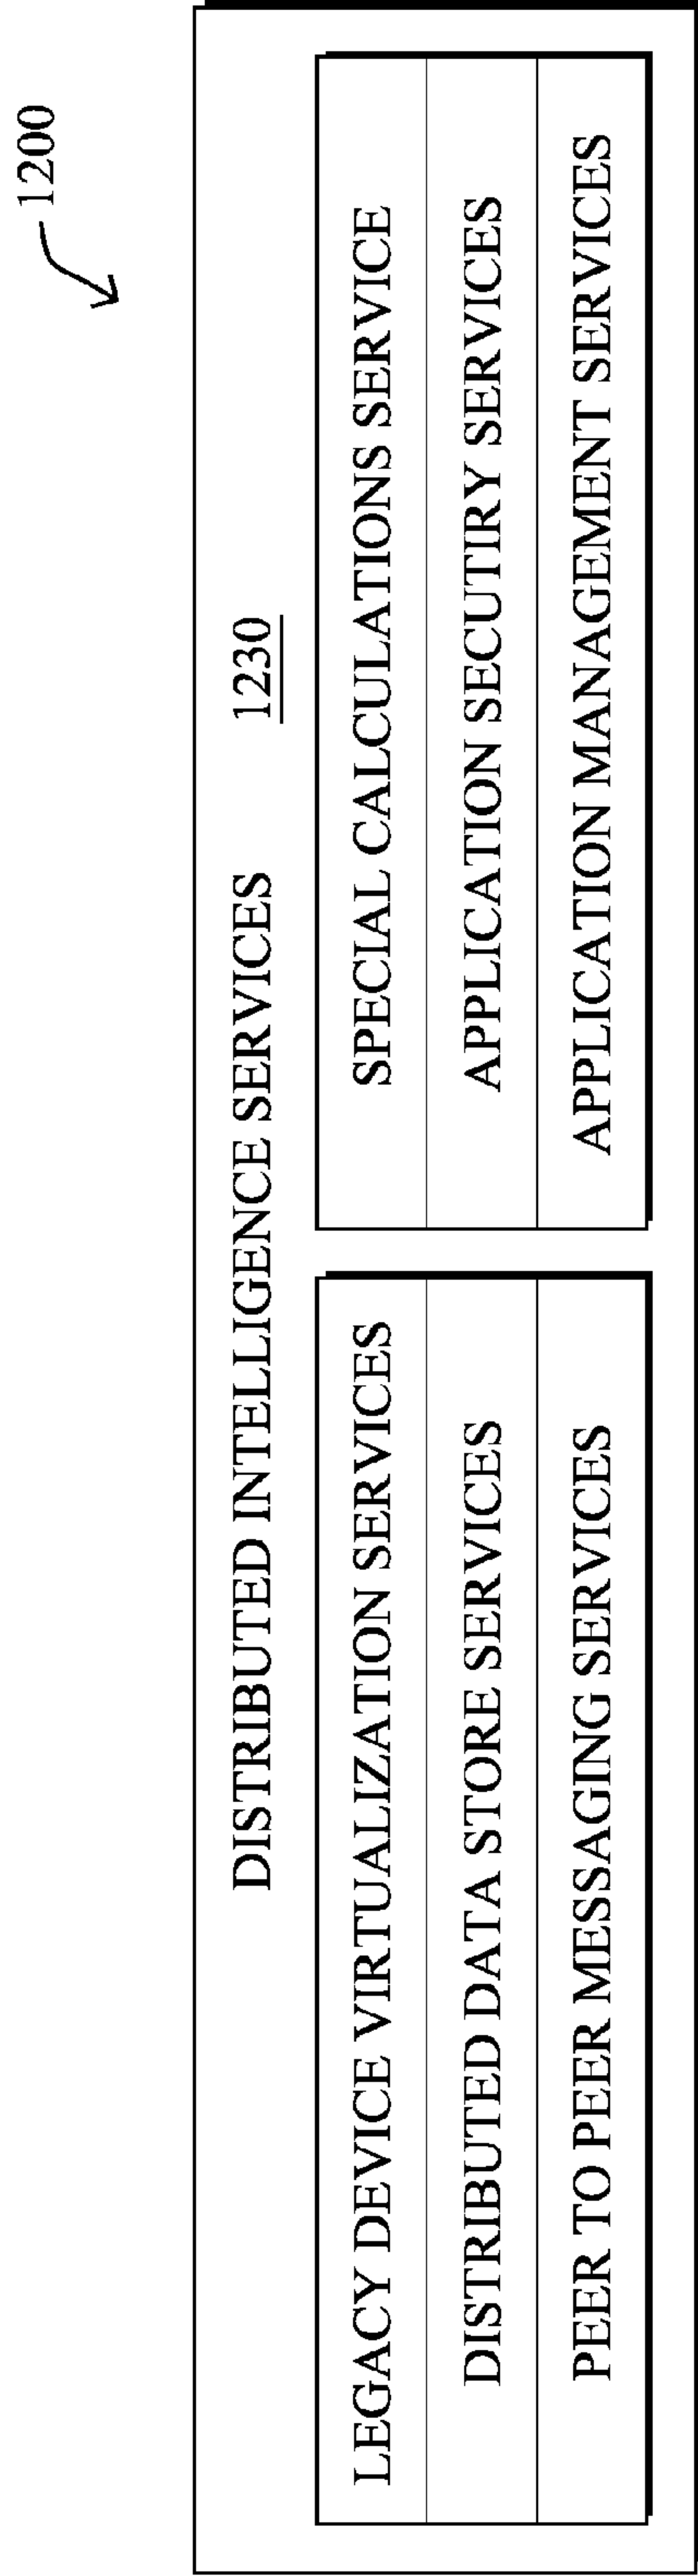 1200
DISTRIBUTED INTELLIGENCE SERVICES 1230
LEGACY DEVICE VIRTUALIZATION SERVICES
DISTRIBUTED DATA STORE SERVICES
PEER TO PEER MESSAGING SERVICES
SPECIAL CALCULATIONS SERVICE
APPLICATION SECUTIRY SERVICES
APPLICATION MANAGEMENT SERVICES